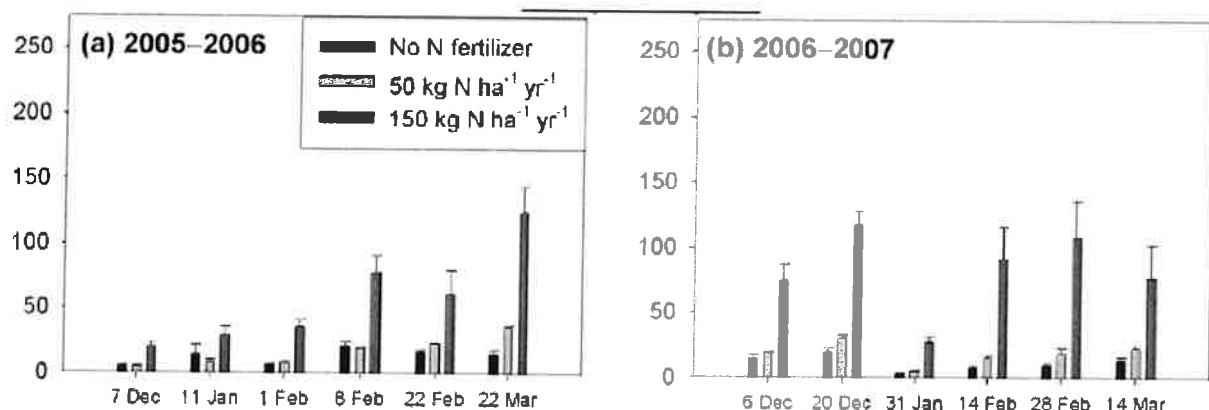 (a) 2005–2006
No N fertilizer
50 kg N ha⁻¹ yr⁻¹
150 kg N ha⁻¹ yr⁻¹
250
200
150
100
50
0
7 Dec 11 Jan 1 Feb 8 Feb 22 Feb 22 Mar
(b) 2006–2007
250
200
150
100
50
0
6 Dec 20 Dec 31 Jan 14 Feb 28 Feb 14 Mar